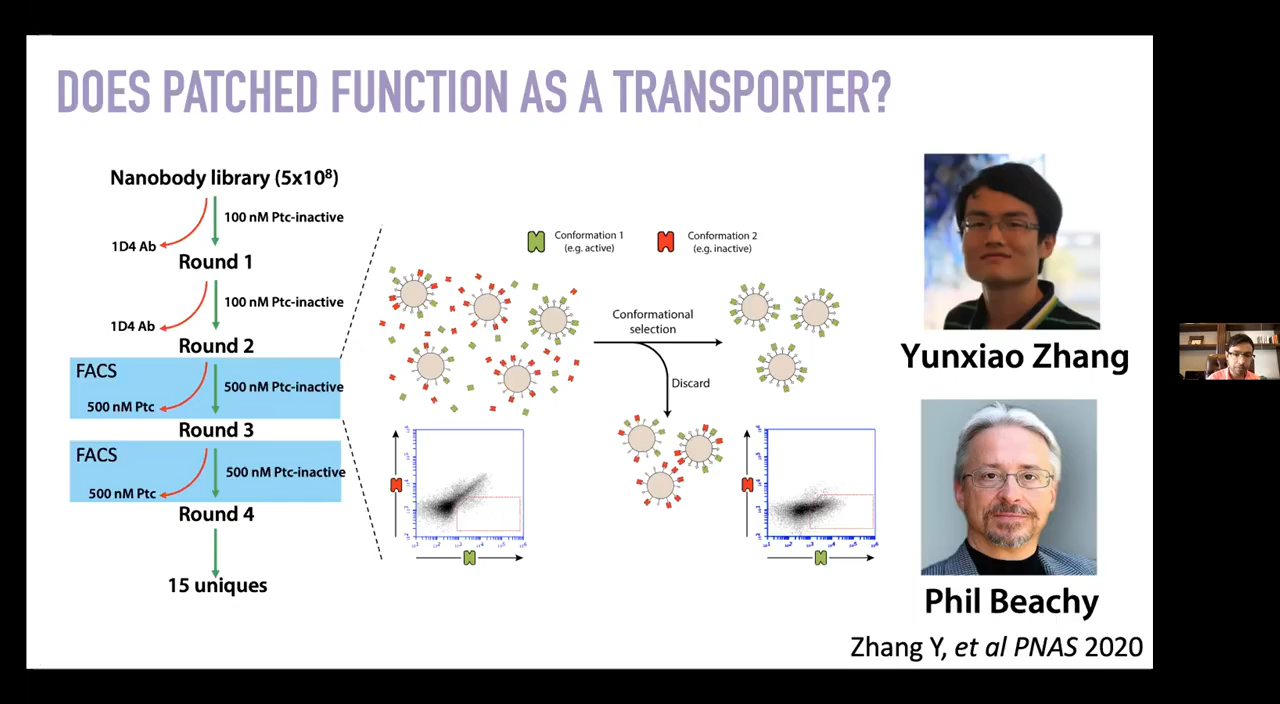 DOES PATCHED FUNCTION AS A TRANSPORTER?
Nanobody library (5x10⁸)
100 nM Ptc-inactive
1D4 Ab
Round 1
100 nM Ptc-inactive
1D4 Ab
Round 2
FACS
500 nM Ptc-inactive
500 nM Ptc
Round 3
FACS
500 nM Ptc-inactive
500 nM Ptc
Round 4
15 uniques
Conformation 1
(e.g. active)
Conformation 2
(e.g. inactive)
Conformational
selection
Discard
Yunxiao Zhang
Phil Beachy
Zhang Y, et al PNAS 2020